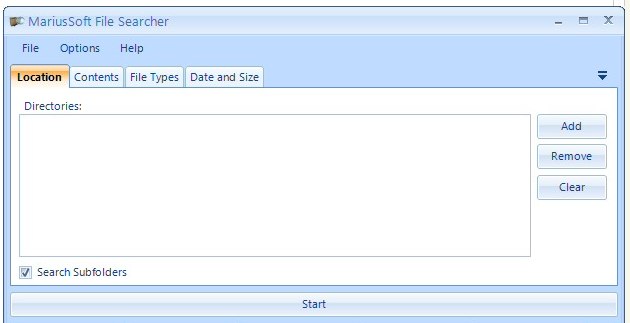 MariusSoft File Searcher
File Options Help
Location Contents File Types Date and Size
Directories:
Add
Remove
Clear
Search Subfolders
Start